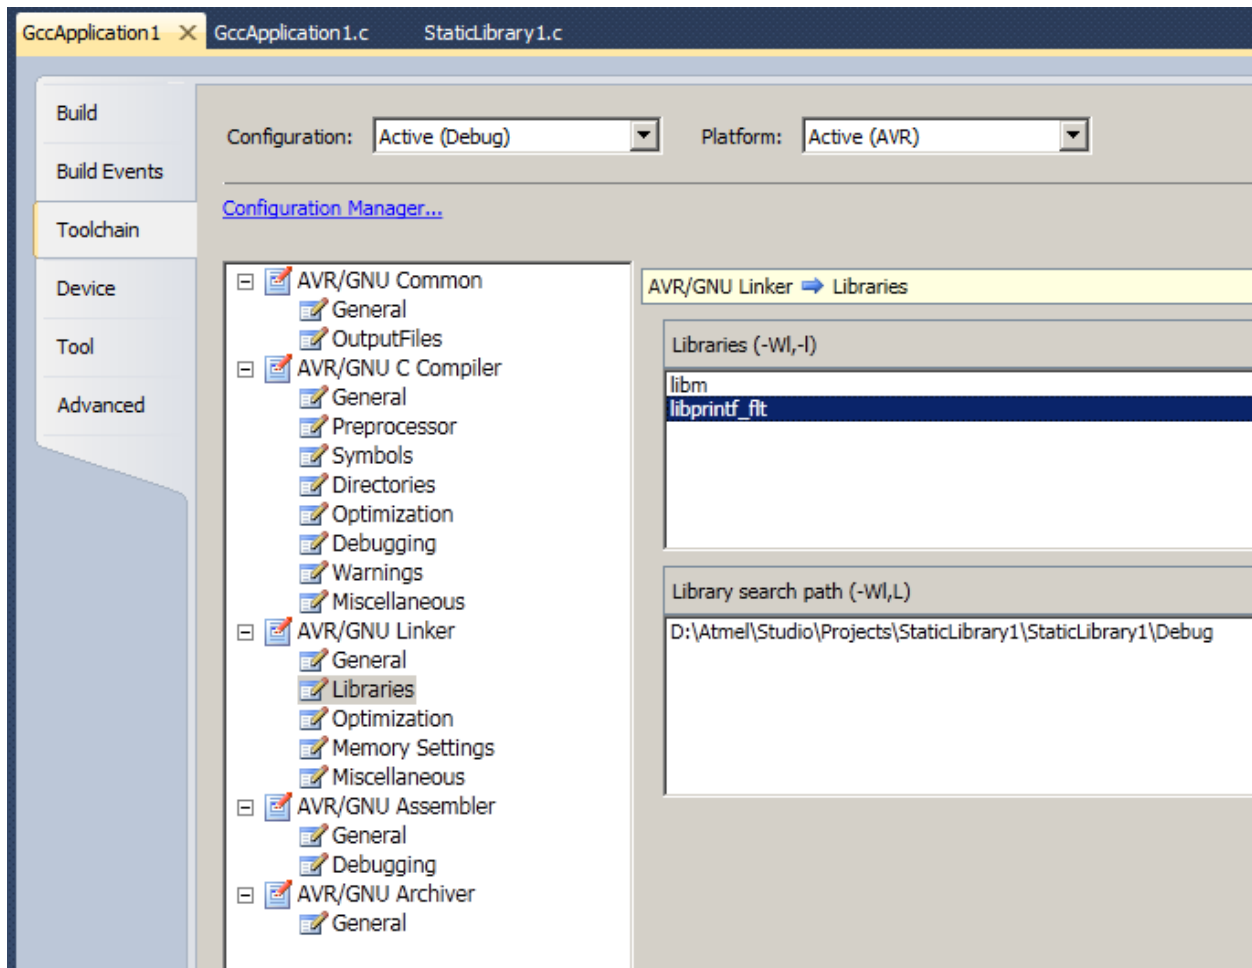 GccApplication1 GccApplication1.c StaticLibrary1.c
Build
Build Events
Toolchain
Device
Tool
Advanced
Configuration: Active (Debug) Platform: Active (AVR)
Configuration Manager...
AVR/GNU Common
General
OutputFiles
AVR/GNU C Compiler
General
Preprocessor
Symbols
Directories
Optimization
Debugging
Warnings
Miscellaneous
AVR/GNU Linker
General
Libraries
Optimization
Memory Settings
Miscellaneous
AVR/GNU Assembler
General
Debugging
AVR/GNU Archiver
General
AVR/GNU Linker Libraries
Libraries (-Wl,-l)
libm
libprintf_flt
Library search path (-Wl,L)
D:\Atmel\Studio\Projects\StaticLibrary1\StaticLibrary1\Debug